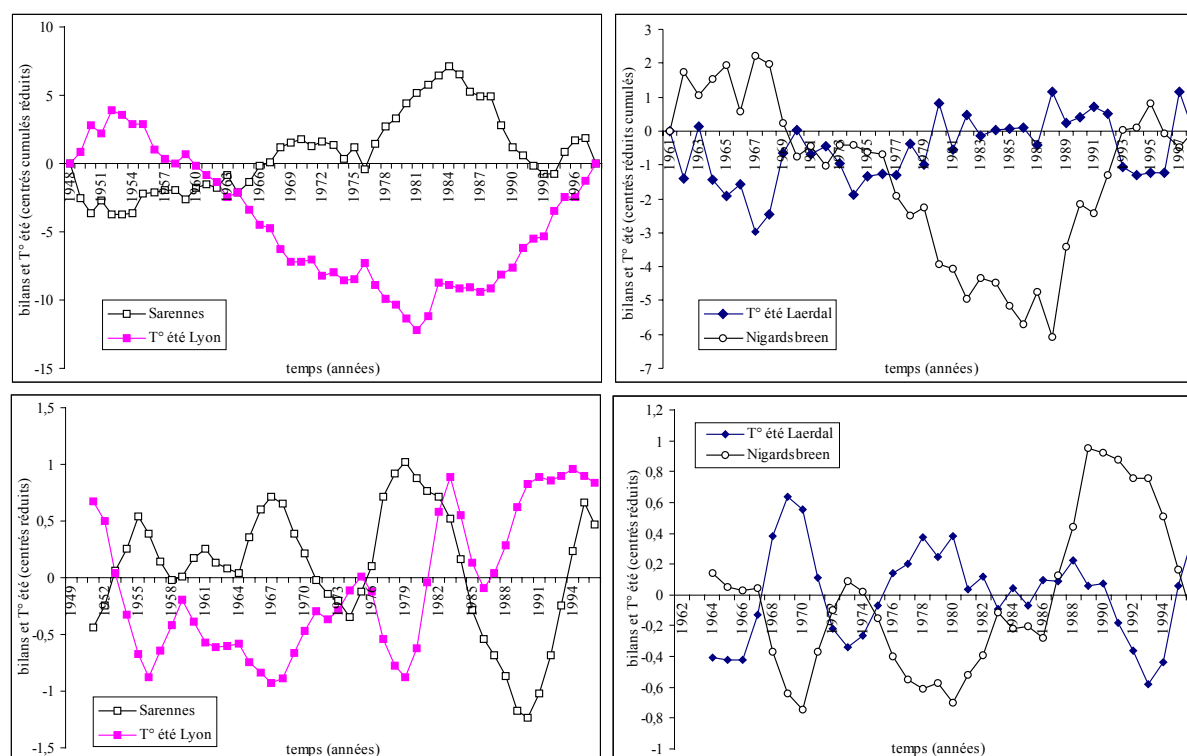 bilans et T° été (centrés cumulés réduits)
10
5
0
-5
-10
-15
1948 1951 1954 1957 1960 1966 1969 1972 1975 1978 1981 1984 1987 1990 1996
Sarennes
T° été Lyon
temps (années)
bilans et T° été (centrés réduits cumulés)
3
2
1
0
-1
-2
-3
-4
-5
-6
-7
1961 1963 1965 1967 1969 1973 1975 1977 1979 1981 1983 1985 1989 1991 1993 1995
T° été Laerdal
Nigardsbreen
temps (années)
bilans et T° été (centrés réduits)
1,5
1
0,5
0
-0,5
-1
-1,5
1949 1952 1955 1958 1961 1964 1967 1970 1973 1976 1979 1982 1985 1988 1991 1994
Sarennes
T° été Lyon
temps (années)
bilans et T° été (centrés réduits)
1,2
1
0,8
0,6
0,4
0,2
0
-0,2
-0,4
-0,6
-0,8
-1
1962 1964 1966 1968 1970 1972 1974 1976 1978 1980 1982 1984 1986 1988 1990 1992 1994
T° été Laerdal
Nigardsbreen
temps (années)